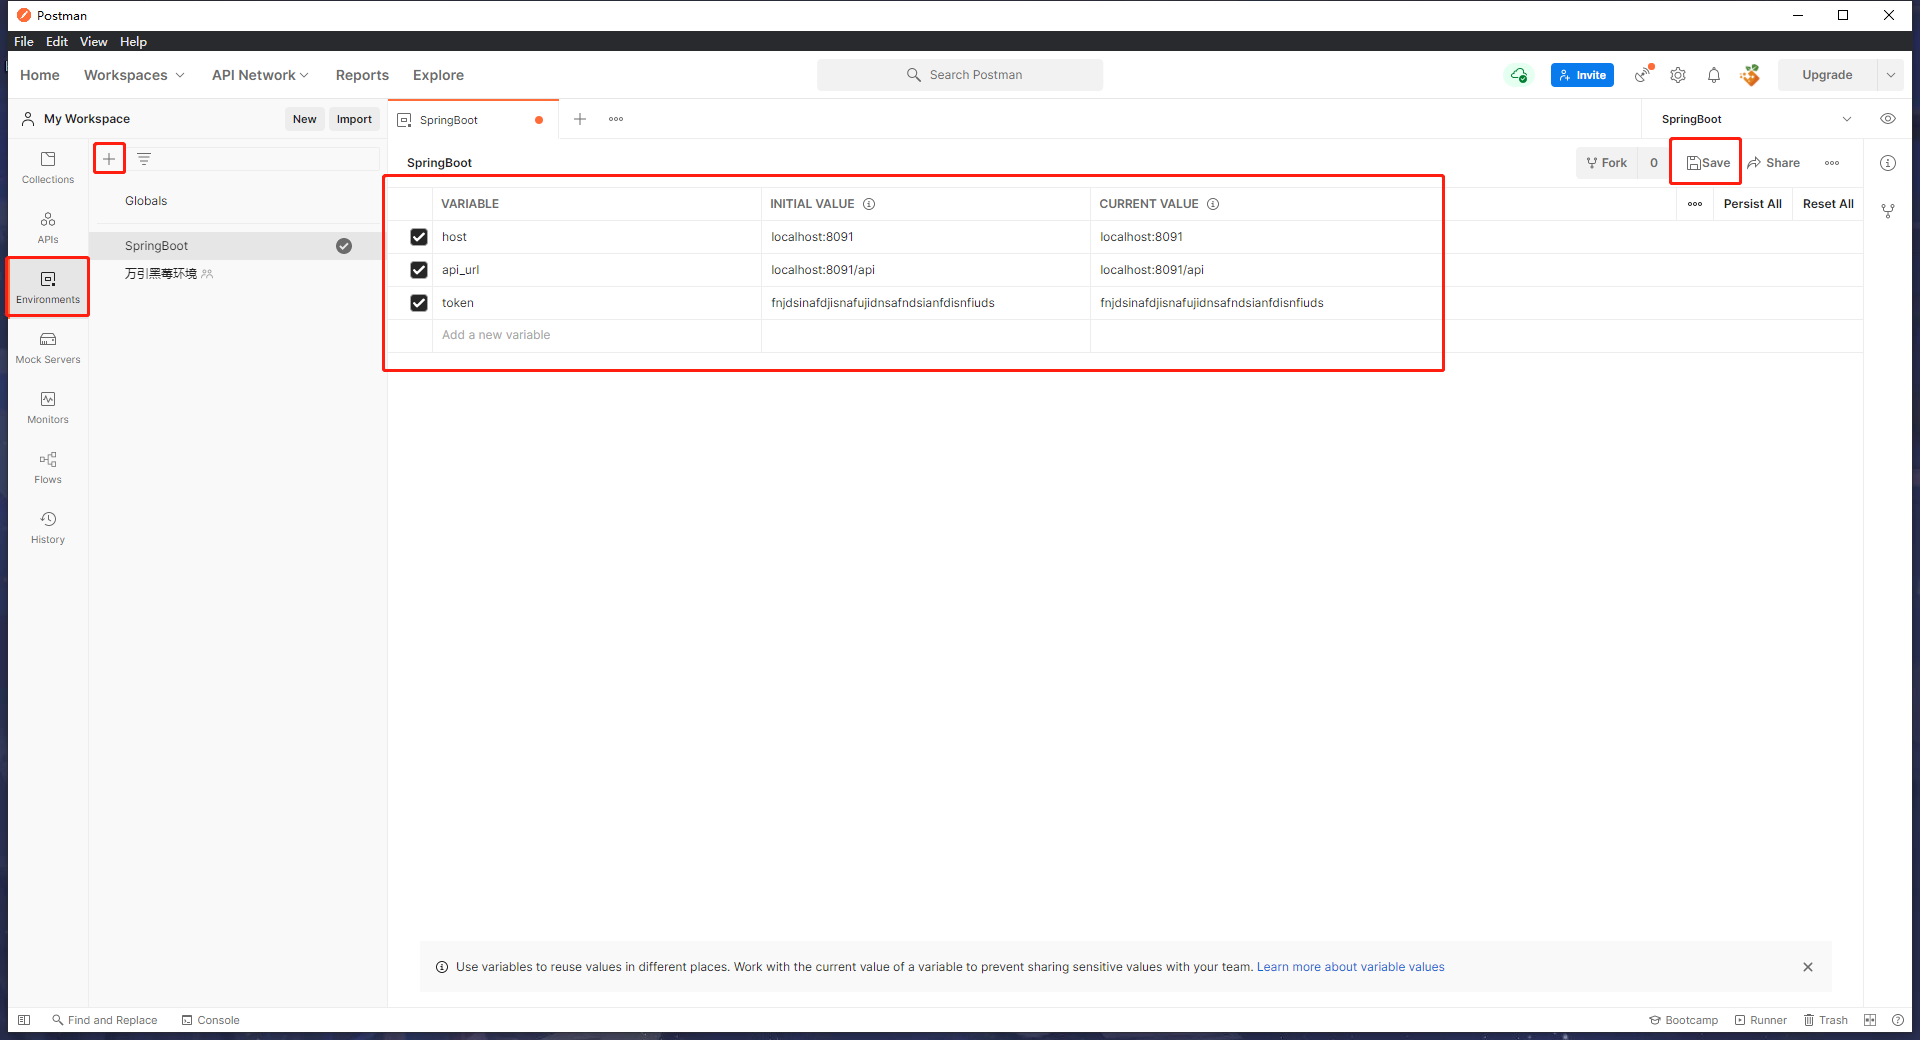 Postman
File Edit View Help
Home Workspaces API Network Reports Explore Search Postman Invite Upgrade
My Workspace New Import SpringBoot SpringBoot
SpringBoot Fork 0 Save Share
Collections
APIs
Environments
Mock Servers
Monitors
Flows
History
Globals
SpringBoot
万引黑莓环境
VARIABLE INITIAL VALUE CURRENT VALUE Persist All Reset All
host localhost:8091 localhost:8091
api_url localhost:8091/api localhost:8091/api
token fnjdsinafdjisnafujidnsafndsianfdisnfiuds fnjdsinafdjisnafujidnsafndsianfdisnfiuds
Add a new variable
Use variables to reuse values in different places. Work with the current value of a variable to prevent sharing sensitive values with your team. Learn more about variable values
Find and Replace Console Bootcamp Runner Trash